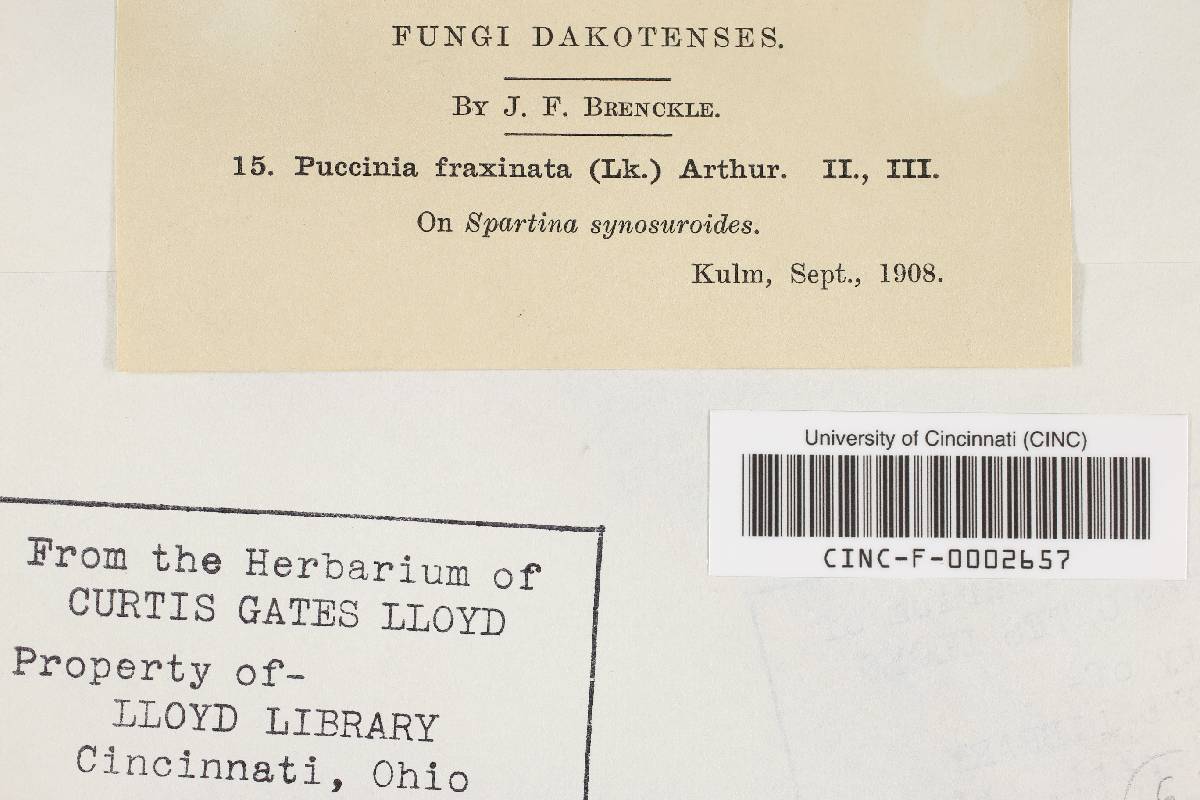 FUNGI DAKOTENSES.
By J. F. Brenckle.
15. Puccinia fraxinata (Lk.) Arthur. II., III.
On Spartina synosuroides.
Kulm, Sept., 1908.
University of Cincinnati (CINC)
CINC-F-0002657
From the Herbarium of
CURTIS GATES LLOYD
Property of-
LLOYD LIBRARY
Cincinnati, Ohio